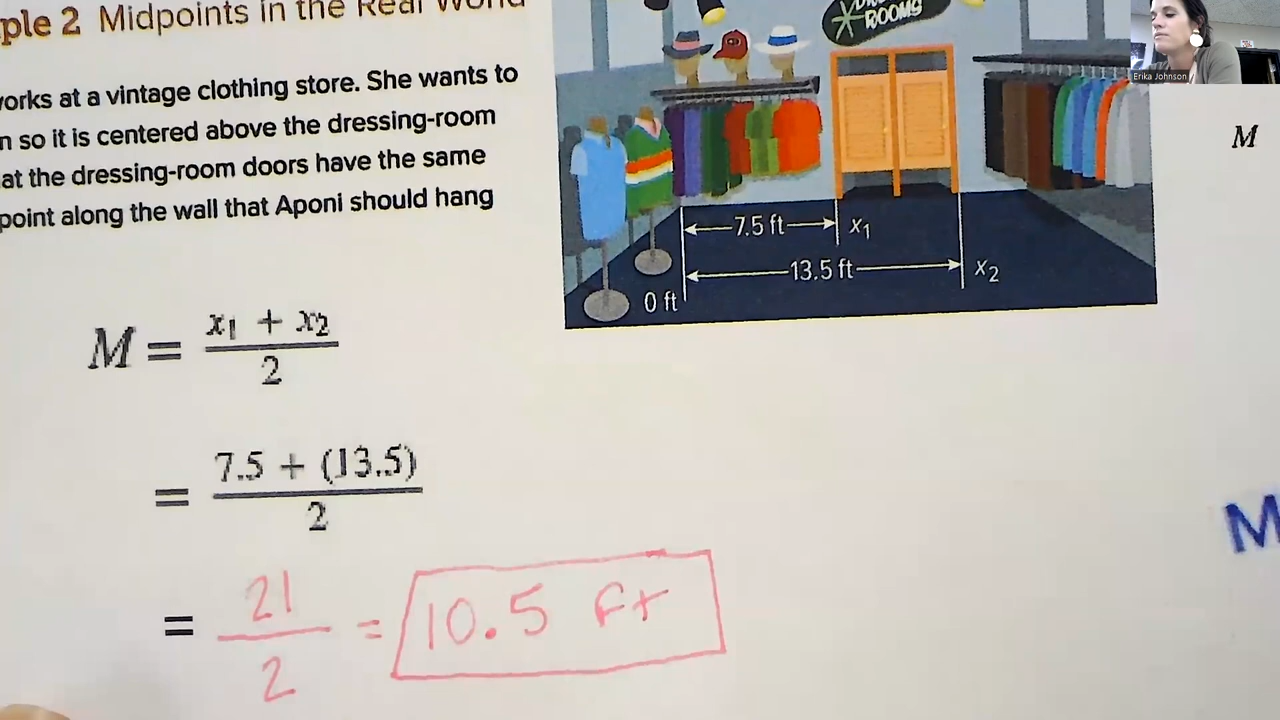 ple 2 Midpoints in the Real World
works at a vintage clothing store. She wants to
n so it is centered above the dressing-room
at the dressing-room doors have the same
point along the wall that Aponi should hang
ROOMS
7.5 ft x₁
13.5 ft x₂
0 ft
Erika Johnson
M
M = x₁ + x₂
2
= 7.5 + (13.5)
2
= 21
2
= 10.5 ft
M